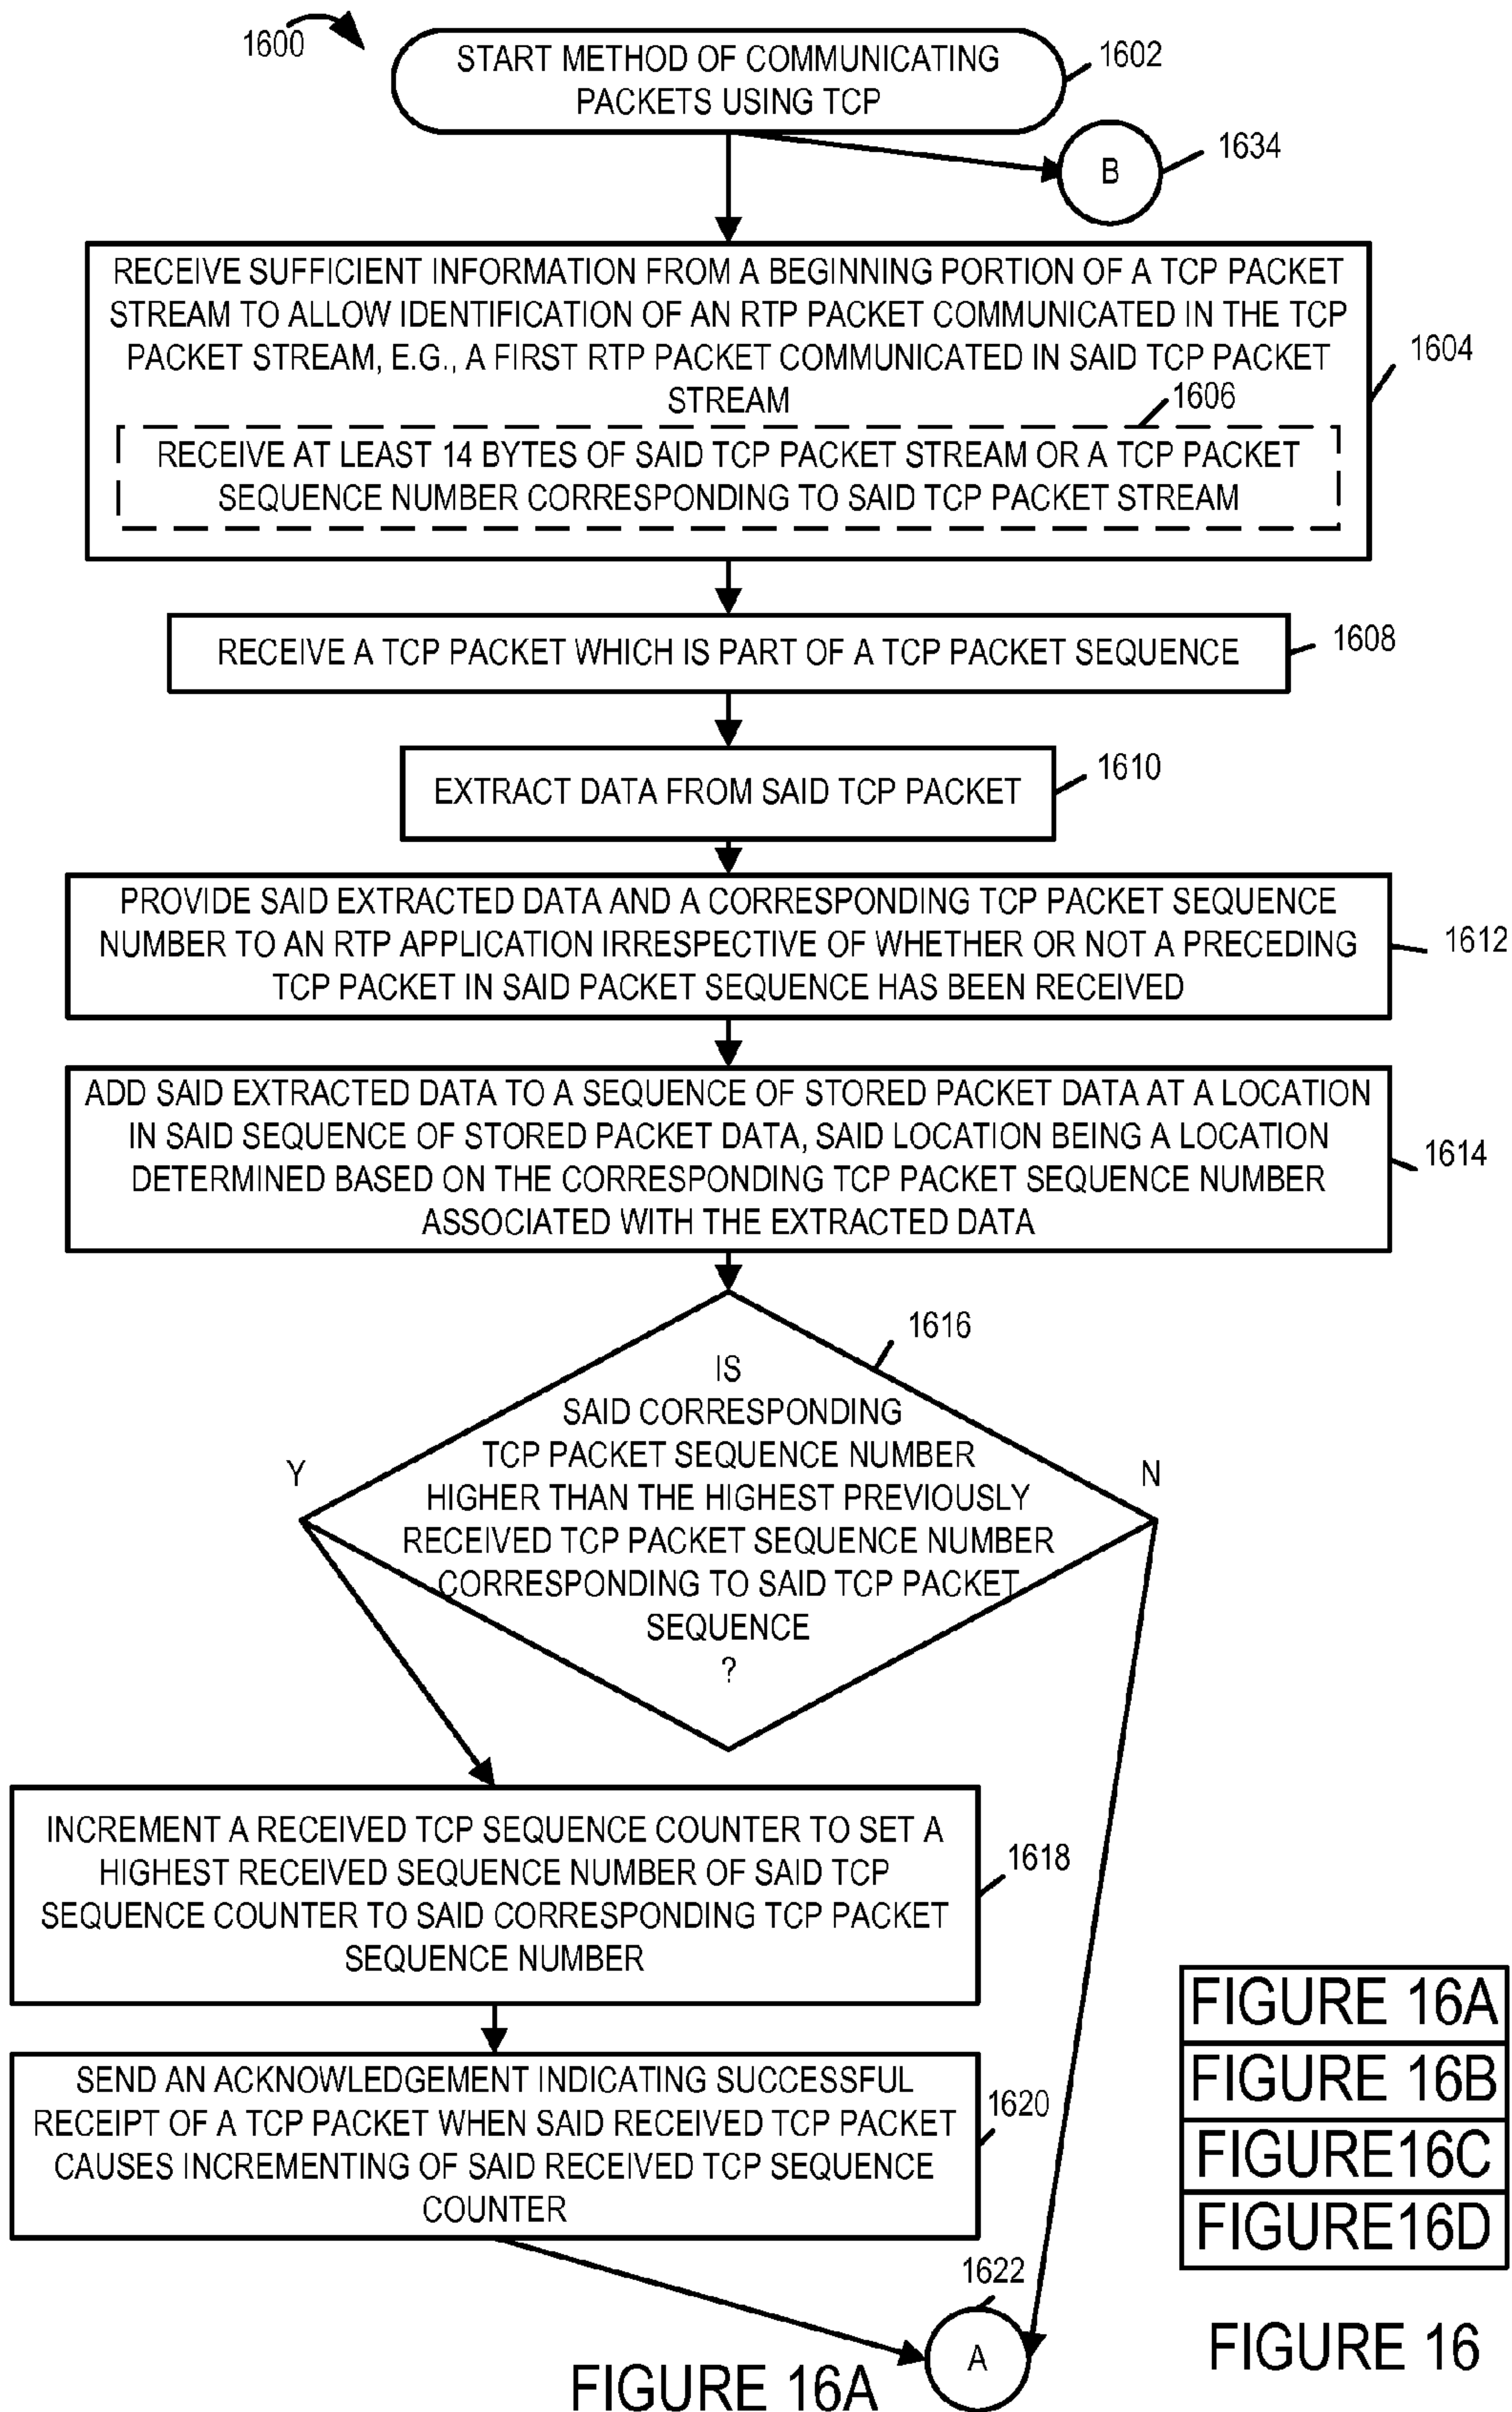 1600
START METHOD OF COMMUNICATING
PACKETS USING TCP
1602
B
1634
RECEIVE SUFFICIENT INFORMATION FROM A BEGINNING PORTION OF A TCP PACKET
STREAM TO ALLOW IDENTIFICATION OF AN RTP PACKET COMMUNICATED IN THE TCP
PACKET STREAM, E.G., A FIRST RTP PACKET COMMUNICATED IN SAID TCP PACKET
STREAM
1604
1606
RECEIVE AT LEAST 14 BYTES OF SAID TCP PACKET STREAM OR A TCP PACKET
SEQUENCE NUMBER CORRESPONDING TO SAID TCP PACKET STREAM
RECEIVE A TCP PACKET WHICH IS PART OF A TCP PACKET SEQUENCE
1608
EXTRACT DATA FROM SAID TCP PACKET
1610
PROVIDE SAID EXTRACTED DATA AND A CORRESPONDING TCP PACKET SEQUENCE
NUMBER TO AN RTP APPLICATION IRRESPECTIVE OF WHETHER OR NOT A PRECEDING
TCP PACKET IN SAID PACKET SEQUENCE HAS BEEN RECEIVED
1612
ADD SAID EXTRACTED DATA TO A SEQUENCE OF STORED PACKET DATA AT A LOCATION
IN SAID SEQUENCE OF STORED PACKET DATA, SAID LOCATION BEING A LOCATION
DETERMINED BASED ON THE CORRESPONDING TCP PACKET SEQUENCE NUMBER
ASSOCIATED WITH THE EXTRACTED DATA
1614
1616
IS
SAID CORRESPONDING
TCP PACKET SEQUENCE NUMBER
HIGHER THAN THE HIGHEST PREVIOUSLY
RECEIVED TCP PACKET SEQUENCE NUMBER
CORRESPONDING TO SAID TCP PACKET
SEQUENCE
?
Y
N
INCREMENT A RECEIVED TCP SEQUENCE COUNTER TO SET A
HIGHEST RECEIVED SEQUENCE NUMBER OF SAID TCP
SEQUENCE COUNTER TO SAID CORRESPONDING TCP PACKET
SEQUENCE NUMBER
1618
SEND AN ACKNOWLEDGEMENT INDICATING SUCCESSFUL
RECEIPT OF A TCP PACKET WHEN SAID RECEIVED TCP PACKET
CAUSES INCREMENTING OF SAID RECEIVED TCP SEQUENCE
COUNTER
1620
1622
A
FIGURE 16A
FIGURE 16A
FIGURE 16B
FIGURE16C
FIGURE16D
FIGURE 16